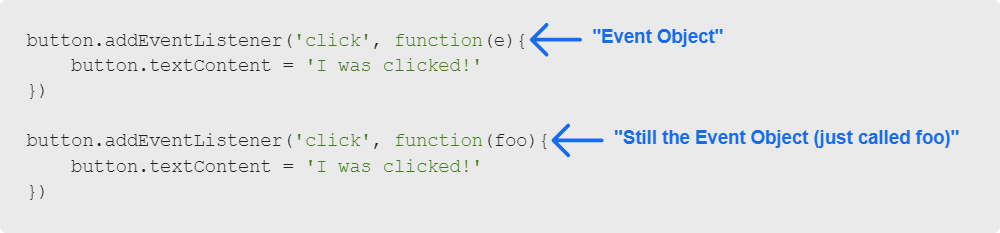 button.addEventListener('click', function(e){ "Event Object"
    button.textContent = 'I was clicked!'
})
button.addEventListener('click', function(foo){ "Still the Event Object (just called foo)"
    button.textContent = 'I was clicked!'
})